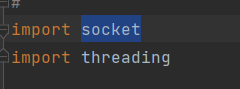 #
import socket
import threading